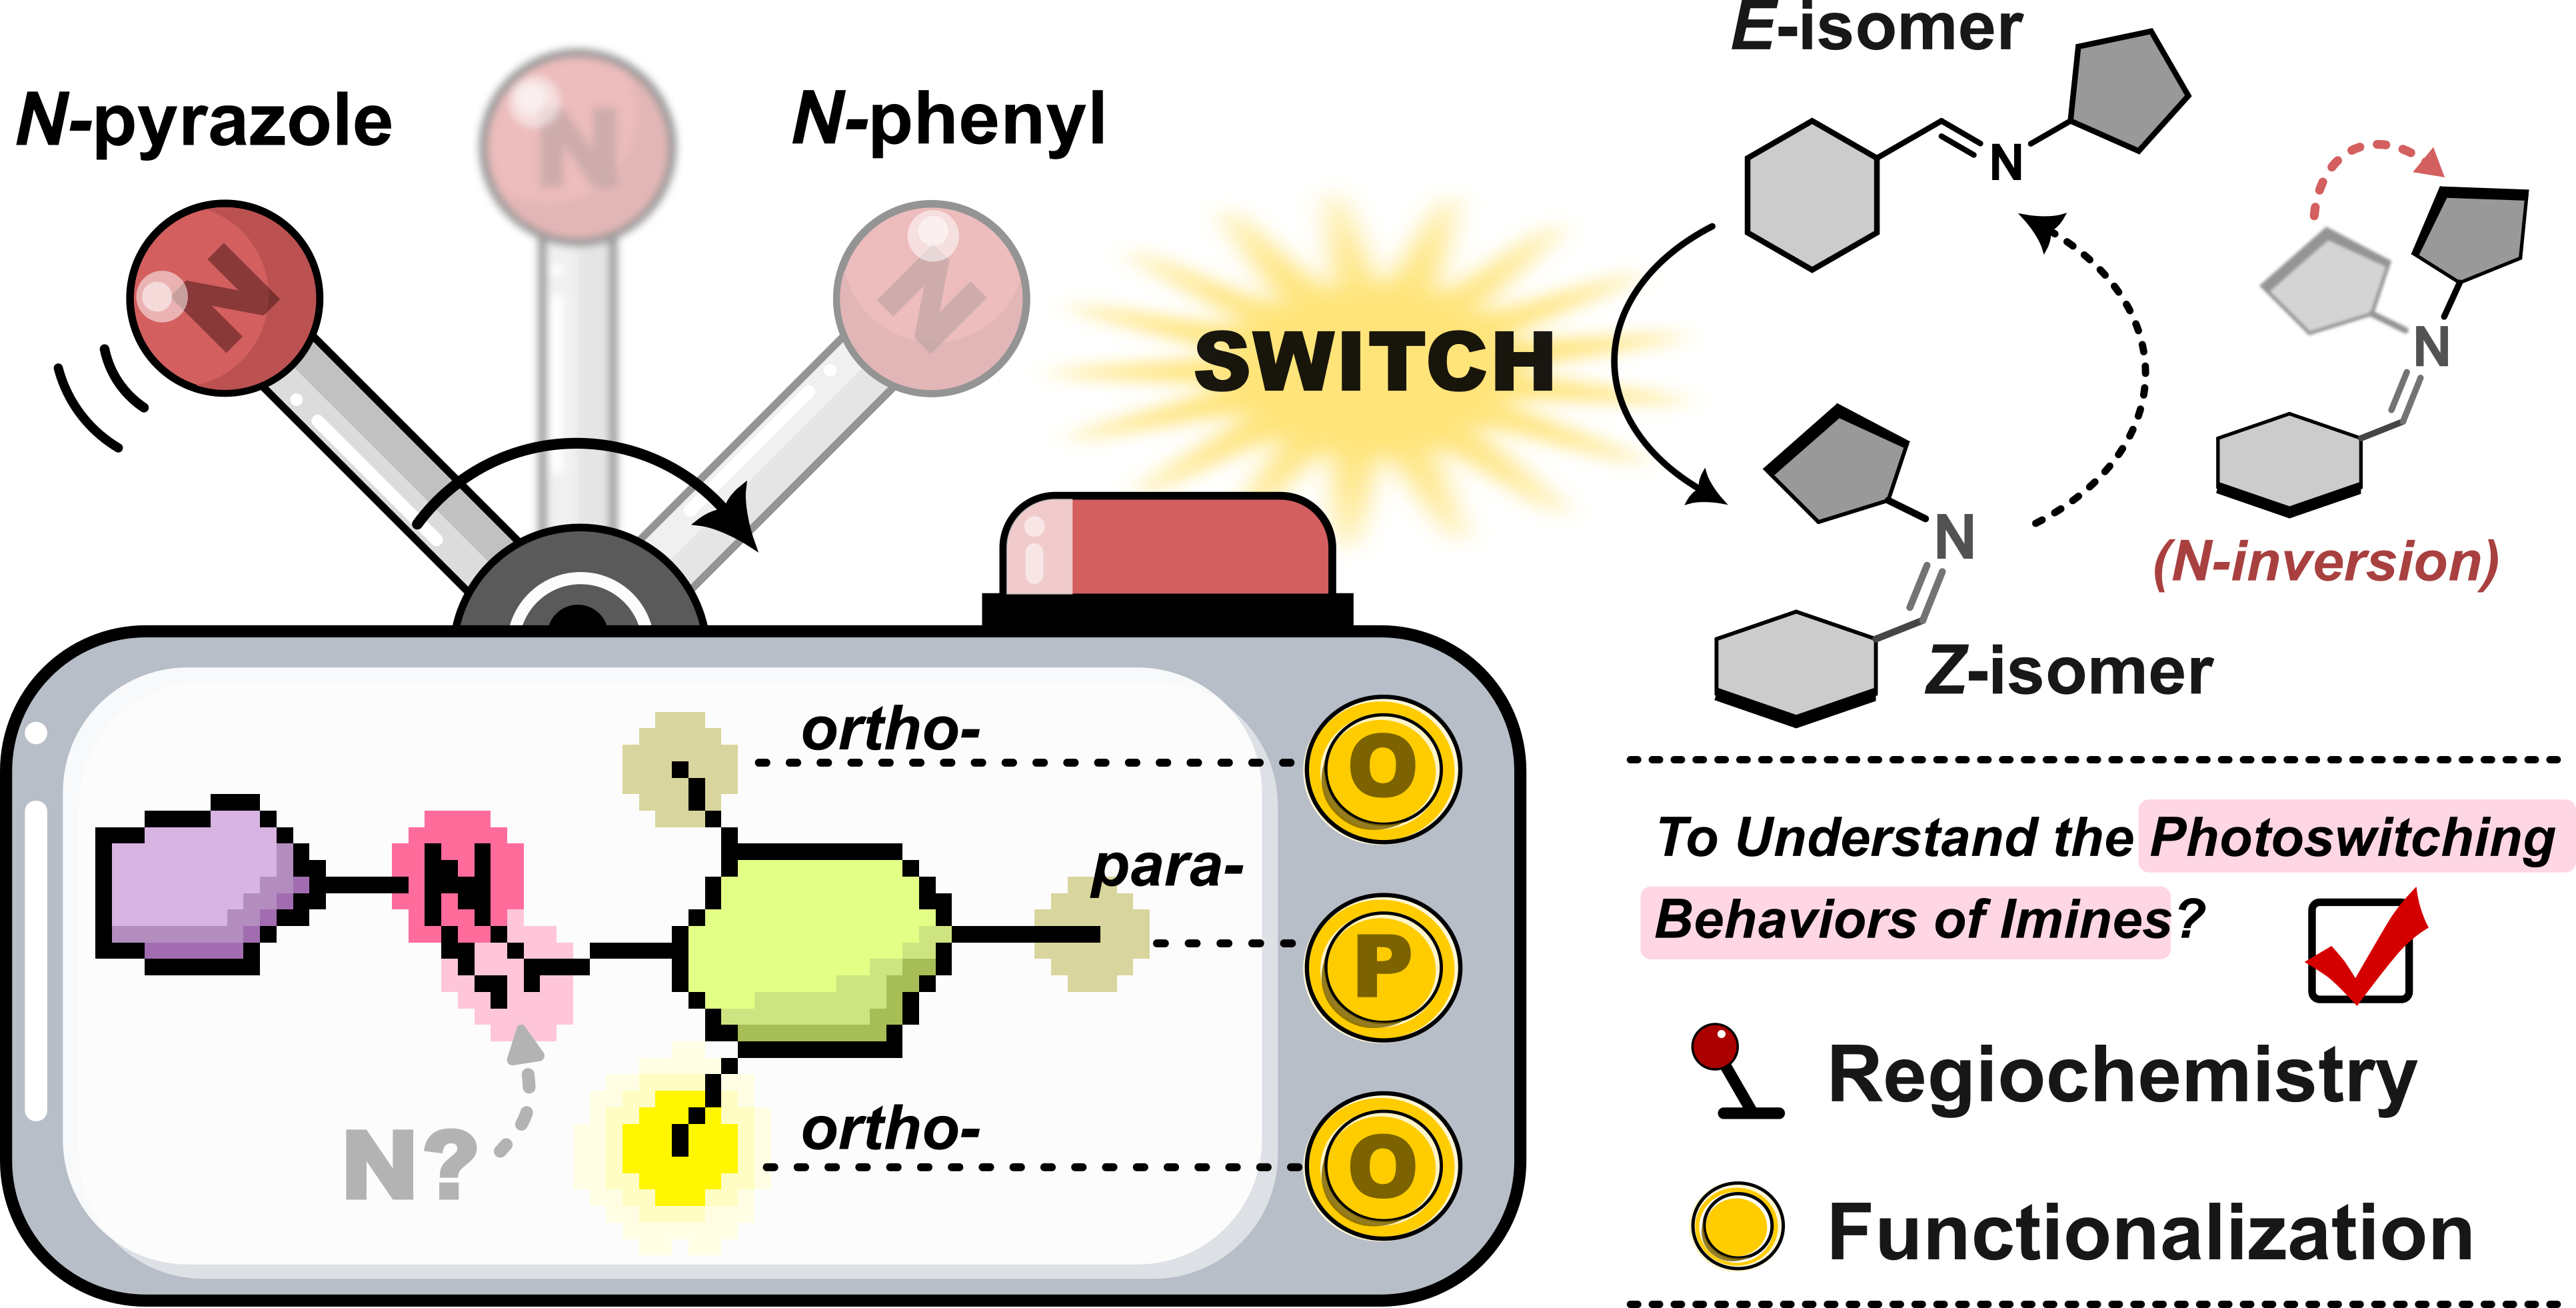 N-pyrazole
N
N
N-phenyl
N
SWITCH
E-isomer
N
N
Z-isomer
N
(N-inversion)
N
N?
ortho-
para-
ortho-
O
P
O
To Understand the Photoswitching
Behaviors of Imines?
Regiochemistry
Functionalization